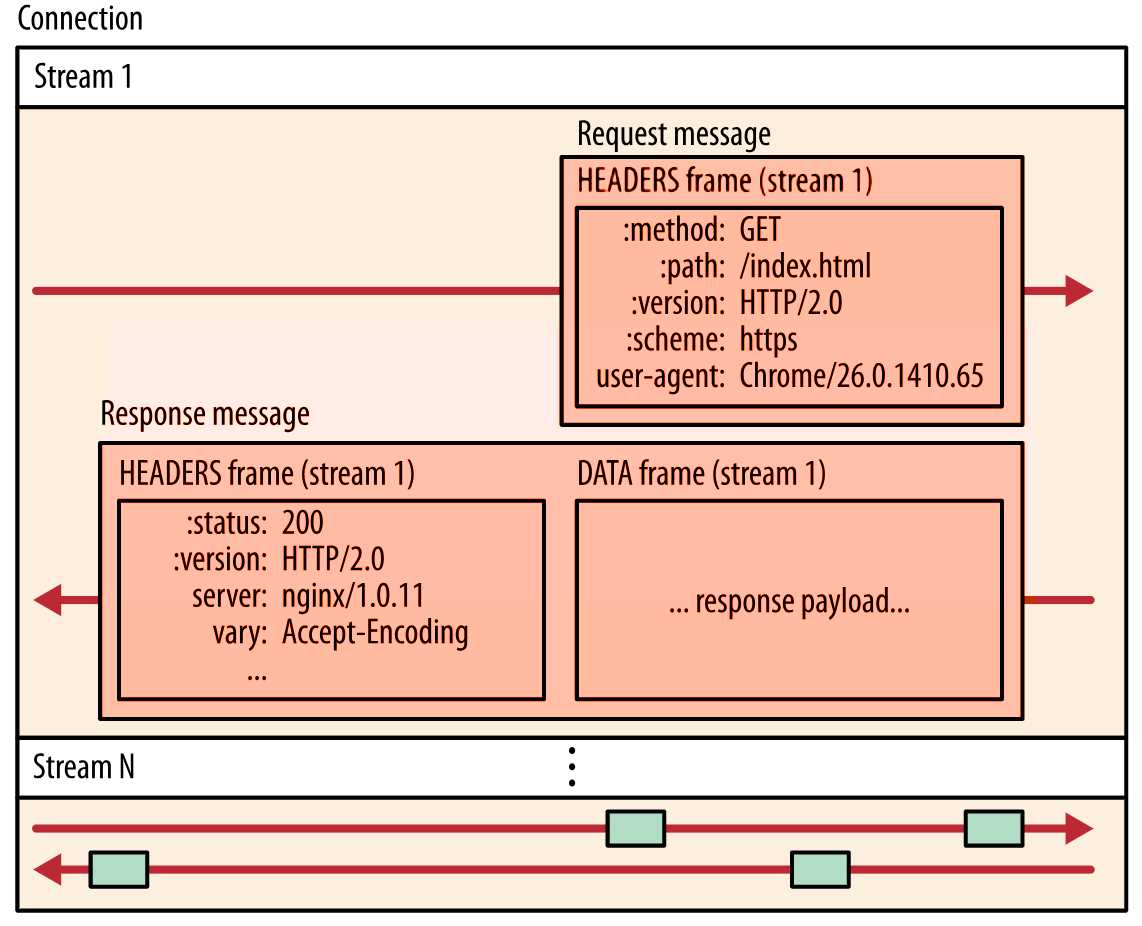 Connection
Stream 1
Request message
HEADERS frame (stream 1)
:method: GET
:path: /index.html
:version: HTTP/2.0
:scheme: https
user-agent: Chrome/26.0.1410.65
Response message
HEADERS frame (stream 1)
:status: 200
:version: HTTP/2.0
server: nginx/1.0.11
vary: Accept-Encoding
...
DATA frame (stream 1)
... response payload...
Stream N